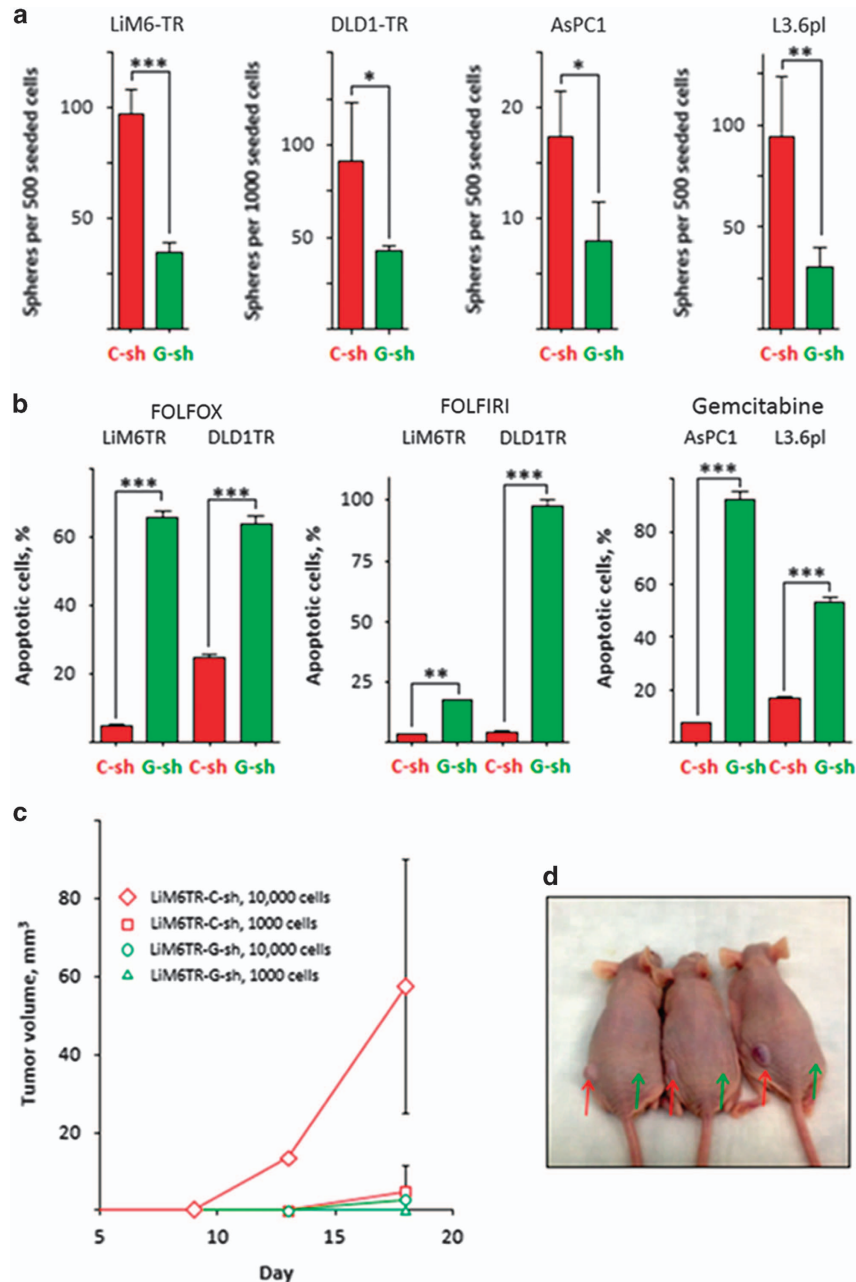 a
LiM6-TR
DLD1-TR
AsPC1
L3.6pl
Spheres per 500 seeded cells
100
50
***
C-sh G-sh
Spheres per 1000 seeded cells
100
50
*
C-sh G-sh
Spheres per 500 seeded cells
20
10
*
C-sh G-sh
Spheres per 500 seeded cells
100
50
**
C-sh G-sh
b
FOLFOX
LiM6TR DLD1TR
Apoptotic cells, %
60
40
20
*** ***
C-sh G-sh C-sh G-sh
FOLFIRI
LiM6TR DLD1TR
Apoptotic cells, %
100
75
50
25
** ***
C-sh G-sh C-sh G-sh
Gemcitabine
AsPC1 L3.6pl
Apoptotic cells, %
80
60
40
20
*** ***
C-sh G-sh C-sh G-sh
c
Tumor volume, mm³
80
60
40
20
LiM6TR-C-sh, 10,000 cells
LiM6TR-C-sh, 1000 cells
LiM6TR-G-sh, 10,000 cells
LiM6TR-G-sh, 1000 cells
5 10 15 20
Day
d